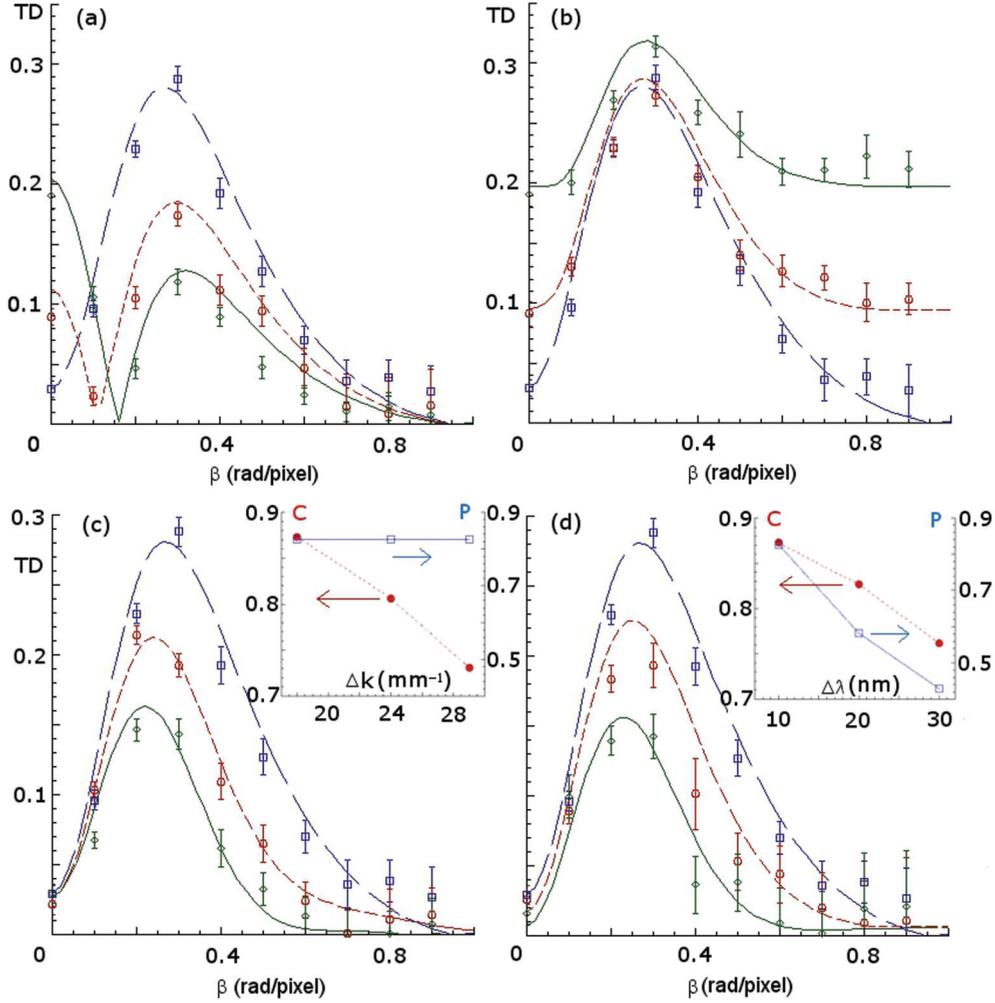 TD (a)
0.3
0.2
0.1
0 0.4 0.8
β (rad/pixel)
TD (b)
0.3
0.2
0.1
0 0.4 0.8
β (rad/pixel)
0.3 (c)
TD
0.2
0.1
0 0.4 0.8
β (rad/pixel)
0.9 C P 0.9
0.8 0.7
0.7 0.5
Δk (mm⁻¹)
20 24 28
(d)
0 0.4 0.8
β (rad/pixel)
0.9 C P 0.9
0.8 0.7
0.7 0.5
Δλ (nm)
10 20 30